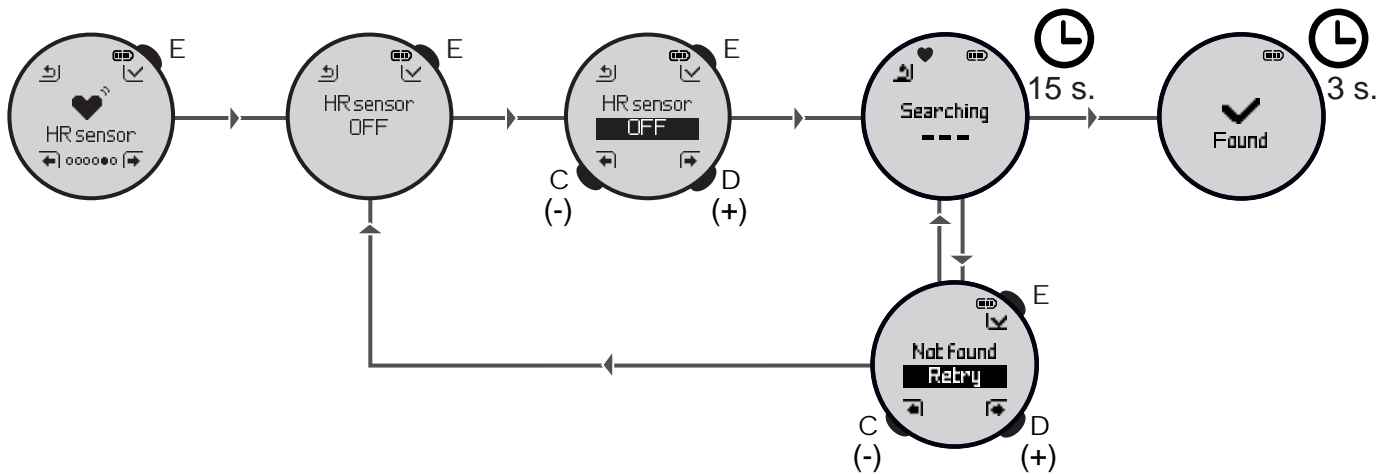 E
HR sensor
E
HR sensor
OFF
E
HR sensor
OFF
C
(-)
D
(+)
Searching
---
15 s.
Found
3 s.
E
Not found
Retry
C
(-)
D
(+)